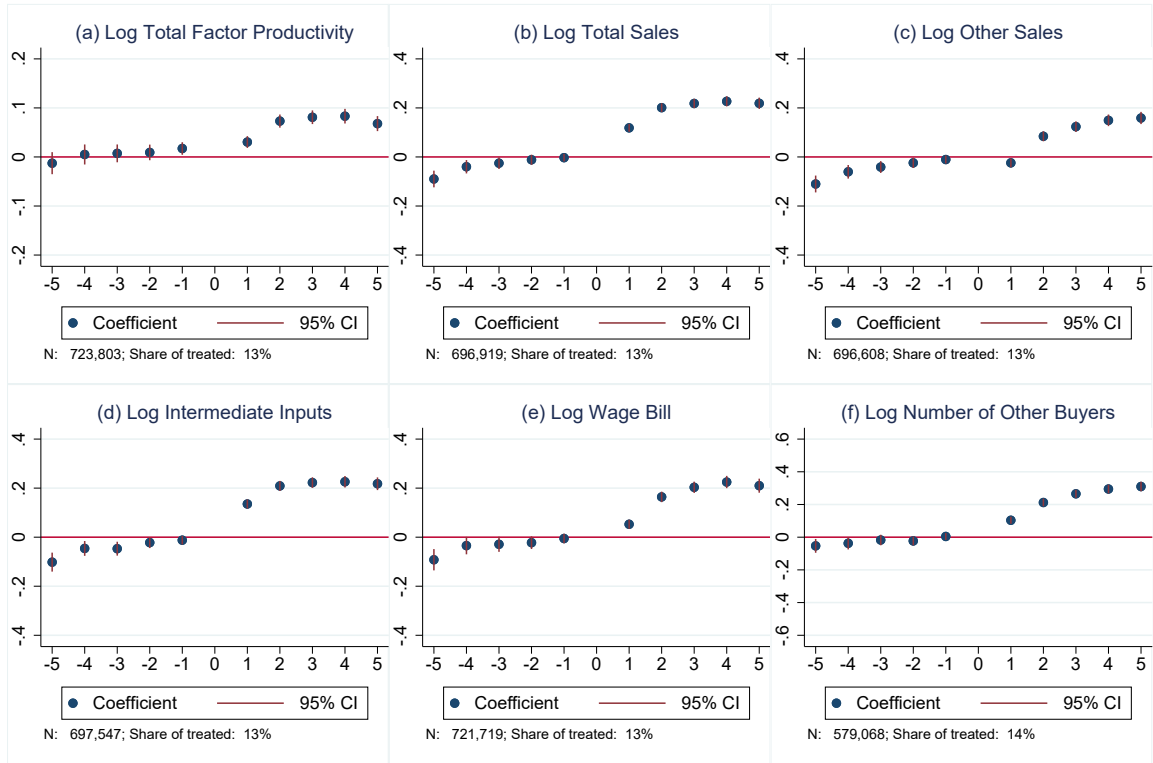 (a) Log Total Factor Productivity
.2
.1
0
-.1
-.2
-5 -4 -3 -2 -1 0 1 2 3 4 5
Coefficient 95% CI
N: 723,803; Share of treated: 13%
(b) Log Total Sales
.4
.2
0
-.2
-.4
-5 -4 -3 -2 -1 0 1 2 3 4 5
Coefficient 95% CI
N: 696,919; Share of treated: 13%
(c) Log Other Sales
.4
.2
0
-.2
-.4
-5 -4 -3 -2 -1 0 1 2 3 4 5
Coefficient 95% CI
N: 696,608; Share of treated: 13%
(d) Log Intermediate Inputs
.4
.2
0
-.2
-.4
-5 -4 -3 -2 -1 0 1 2 3 4 5
Coefficient 95% CI
N: 697,547; Share of treated: 13%
(e) Log Wage Bill
.4
.2
0
-.2
-.4
-5 -4 -3 -2 -1 0 1 2 3 4 5
Coefficient 95% CI
N: 721,719; Share of treated: 13%
(f) Log Number of Other Buyers
.6
.4
.2
0
-.2
-.4
-.6
-5 -4 -3 -2 -1 0 1 2 3 4 5
Coefficient 95% CI
N: 579,068; Share of treated: 14%